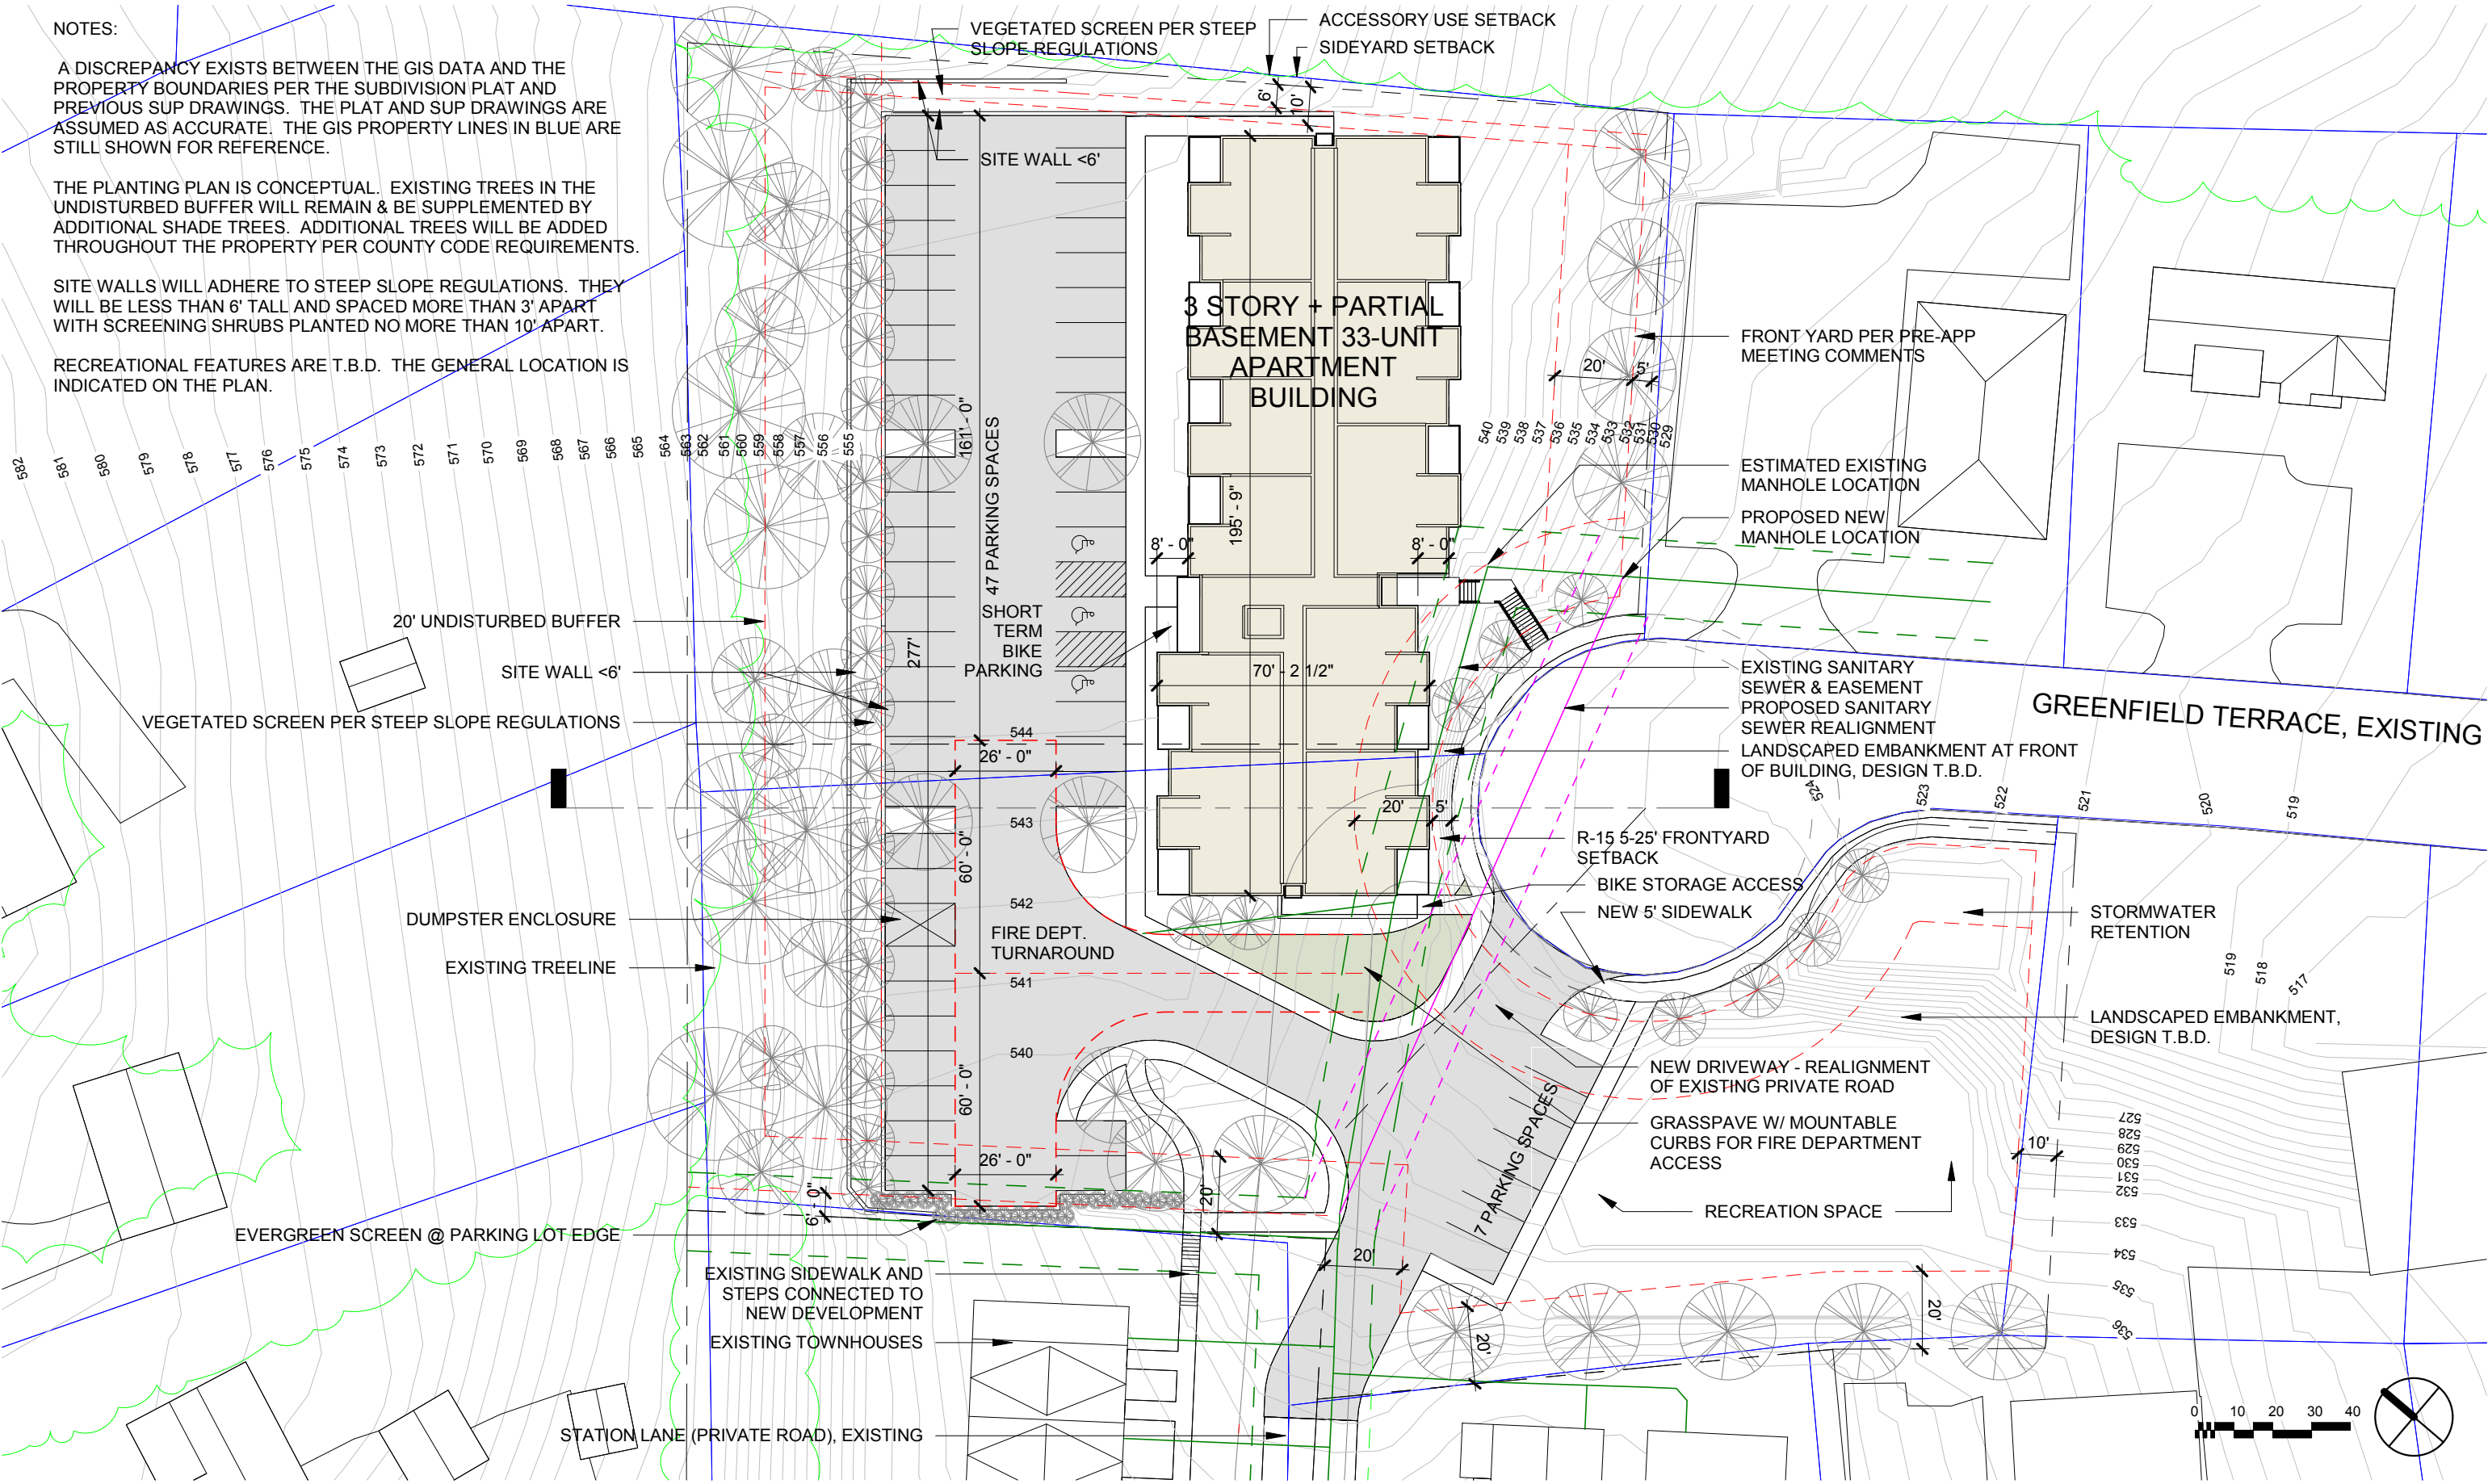 NOTES:
A DISCREPANCY EXISTS BETWEEN THE GIS DATA AND THE
PROPERTY BOUNDARIES PER THE SUBDIVISION PLAT AND
PREVIOUS SUP DRAWINGS. THE PLAT AND SUP DRAWINGS ARE
ASSUMED AS ACCURATE. THE GIS PROPERTY LINES IN BLUE ARE
STILL SHOWN FOR REFERENCE.
THE PLANTING PLAN IS CONCEPTUAL. EXISTING TREES IN THE
UNDISTURBED BUFFER WILL REMAIN & BE SUPPLEMENTED BY
ADDITIONAL SHADE TREES. ADDITIONAL TREES WILL BE ADDED
THROUGHOUT THE PROPERTY PER COUNTY CODE REQUIREMENTS.
SITE WALLS WILL ADHERE TO STEEP SLOPE REGULATIONS. THEY
WILL BE LESS THAN 6' TALL AND SPACED MORE THAN 3' APART
WITH SCREENING SHRUBS PLANTED NO MORE THAN 10' APART.
RECREATIONAL FEATURES ARE T.B.D. THE GENERAL LOCATION IS
INDICATED ON THE PLAN.
VEGETATED SCREEN PER STEEP
SLOPE REGULATIONS
ACCESSORY USE SETBACK
SIDEYARD SETBACK
6'
10'
SITE WALL <6'
3 STORY + PARTIAL
BASEMENT 33-UNIT
APARTMENT
BUILDING
FRONT YARD PER PRE-APP
MEETING COMMENTS
20'
5'
582
581
580
579
578
577
576
575
574
573
572
571
570
569
568
567
566
565
564
563
562
561
560
559
558
557
556
555
161' - 0"
47 PARKING SPACES
195' - 9"
540
539
538
537
536
535
534
533
532
531
530
529
ESTIMATED EXISTING
MANHOLE LOCATION
PROPOSED NEW
MANHOLE LOCATION
8' - 0"
8' - 0"
SHORT
TERM
BIKE
PARKING
277'
70' - 2 1/2"
20' UNDISTURBED BUFFER
SITE WALL <6'
VEGETATED SCREEN PER STEEP SLOPE REGULATIONS
EXISTING SANITARY
SEWER & EASEMENT
PROPOSED SANITARY
SEWER REALIGNMENT
LANDSCAPED EMBANKMENT AT FRONT
OF BUILDING, DESIGN T.B.D.
GREENFIELD TERRACE, EXISTING
544
26' - 0"
543
20'
5'
524
523
522
521
520
519
R-15 5-25' FRONTYARD
SETBACK
BIKE STORAGE ACCESS
NEW 5' SIDEWALK
60' - 0"
542
DUMPSTER ENCLOSURE
FIRE DEPT.
TURNAROUND
EXISTING TREELINE
541
STORMWATER
RETENTION
519
518
517
LANDSCAPED EMBANKMENT,
DESIGN T.B.D.
540
60' - 0"
NEW DRIVEWAY - REALIGNMENT
OF EXISTING PRIVATE ROAD
GRASSPAVE W/ MOUNTABLE
CURBS FOR FIRE DEPARTMENT
ACCESS
7 PARKING SPACES
527
528
529
530
531
532
533
534
535
536
10'
26' - 0"
6' - 0"
20'
RECREATION SPACE
EVERGREEN SCREEN @ PARKING LOT EDGE
20'
EXISTING SIDEWALK AND
STEPS CONNECTED TO
NEW DEVELOPMENT
EXISTING TOWNHOUSES
20'
20'
STATION LANE (PRIVATE ROAD), EXISTING
0 10 20 30 40